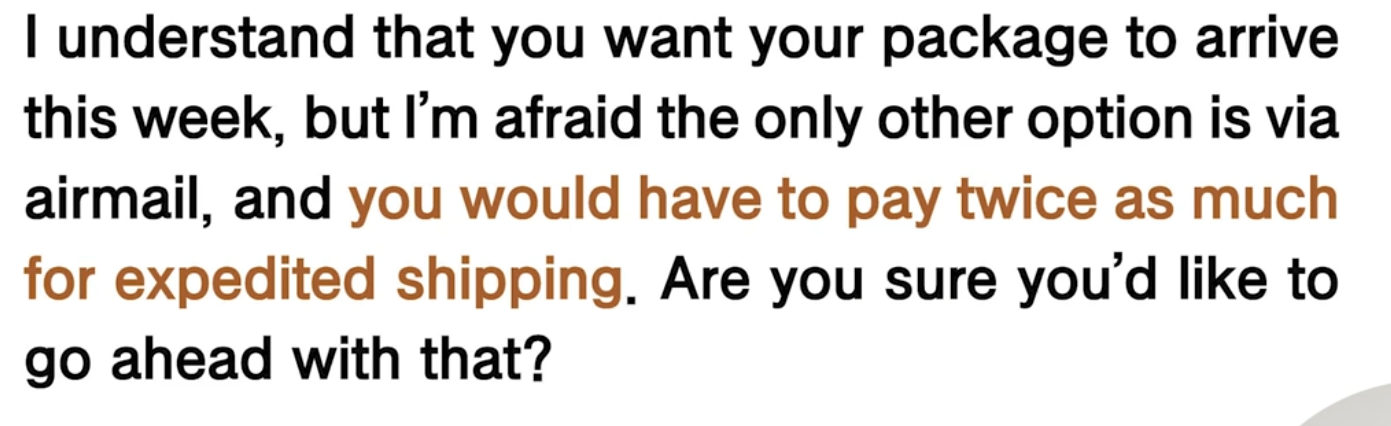 I understand that you want your package to arrive
this week, but I’m afraid the only other option is via
airmail, and you would have to pay twice as much
for expedited shipping. Are you sure you’d like to
go ahead with that?